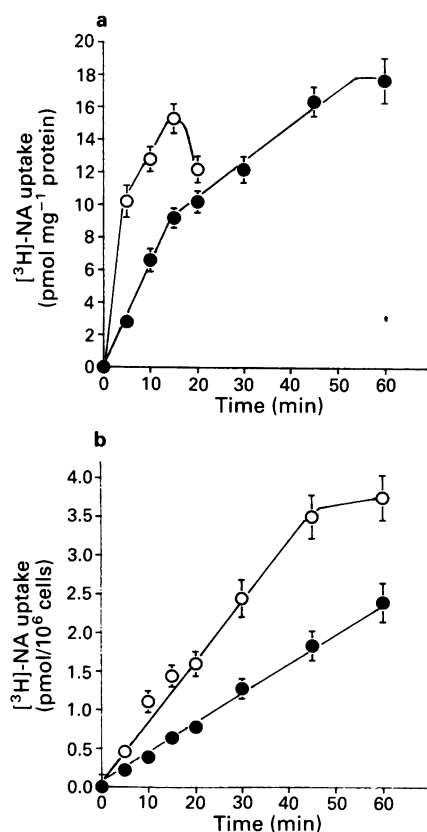 a
[³H]-NA uptake
(pmol mg⁻¹ protein)
20
18
16
14
12
10
8
6
4
2
0
0 10 20 30 40 50 60
Time (min)
b
[³H]-NA uptake
(pmol/10⁶ cells)
4.0
3.5
3.0
2.5
2.0
1.5
1.0
0.5
0.0
0 10 20 30 40 50 60
Time (min)